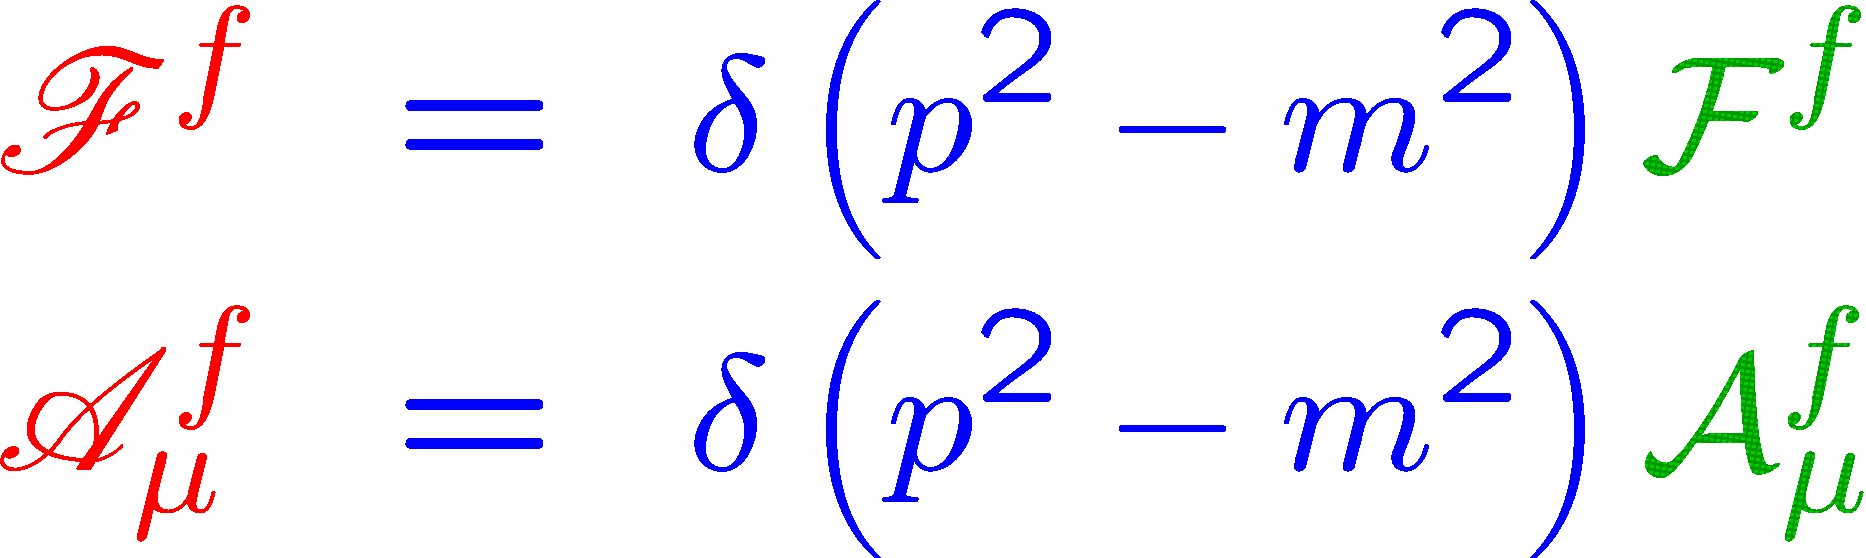 ℱ^f = δ(p² − m²) 𝓕^f
𝒜_μ^f = δ(p² − m²) 𝓐_μ^f